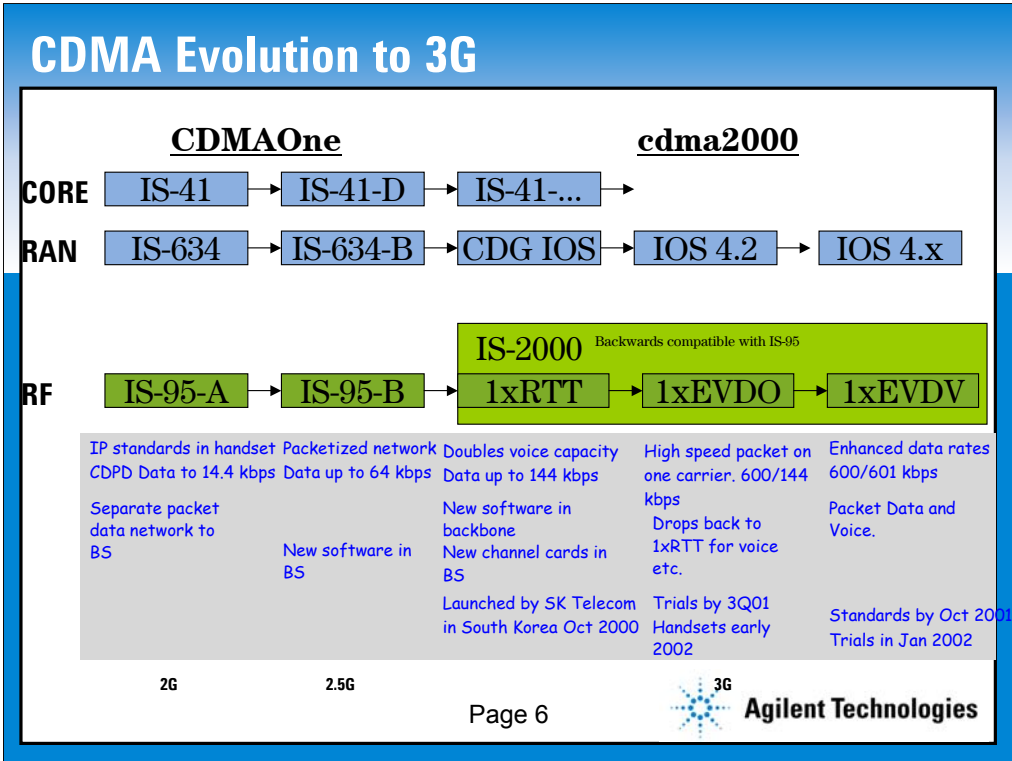 CDMA Evolution to 3G
CDMAOne
cdma2000
CORE
IS-41
IS-41-D
IS-41-...
RAN
IS-634
IS-634-B
CDG IOS
IOS 4.2
IOS 4.x
IS-2000
Backwards compatible with IS-95
RF
IS-95-A
IS-95-B
1xRTT
1xEVDO
1xEVDV
IP standards in handset
CDPD Data to 14.4 kbps
Separate packet
data network to
BS
Packetized network
Data up to 64 kbps
New software in
BS
Doubles voice capacity
Data up to 144 kbps
New software in
backbone
New channel cards in
BS
Launched by SK Telecom
in South Korea Oct 2000
High speed packet on
one carrier. 600/144
kbps
Drops back to
1xRTT for voice
etc.
Trials by 3Q01
Handsets early
2002
Enhanced data rates
600/601 kbps
Packet Data and
Voice.
Standards by Oct 2001
Trials in Jan 2002
2G
2.5G
3G
Page 6
Agilent Technologies